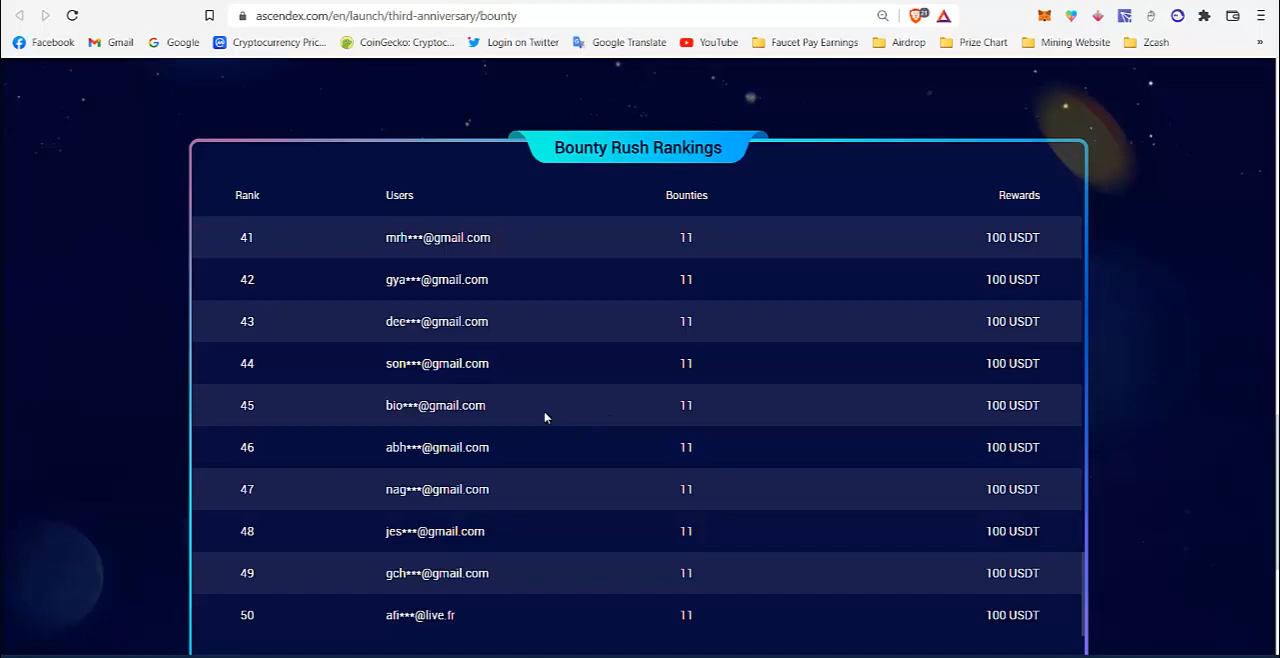 ascendex.com/en/launch/third-anniversary/bounty
21
Facebook Gmail Google Cryptocurrency Pric... CoinGecko: Cryptoc... Login on Twitter Google Translate YouTube Faucet Pay Earnings Airdrop Prize Chart Mining Website Zcash »
Bounty Rush Rankings
Rank Users Bounties Rewards
41 mrh***@gmail.com 11 100 USDT
42 gya***@gmail.com 11 100 USDT
43 dee***@gmail.com 11 100 USDT
44 son***@gmail.com 11 100 USDT
45 bio***@gmail.com 11 100 USDT
46 abh***@gmail.com 11 100 USDT
47 nag***@gmail.com 11 100 USDT
48 jes***@gmail.com 11 100 USDT
49 gch***@gmail.com 11 100 USDT
50 afi***@live.fr 11 100 USDT